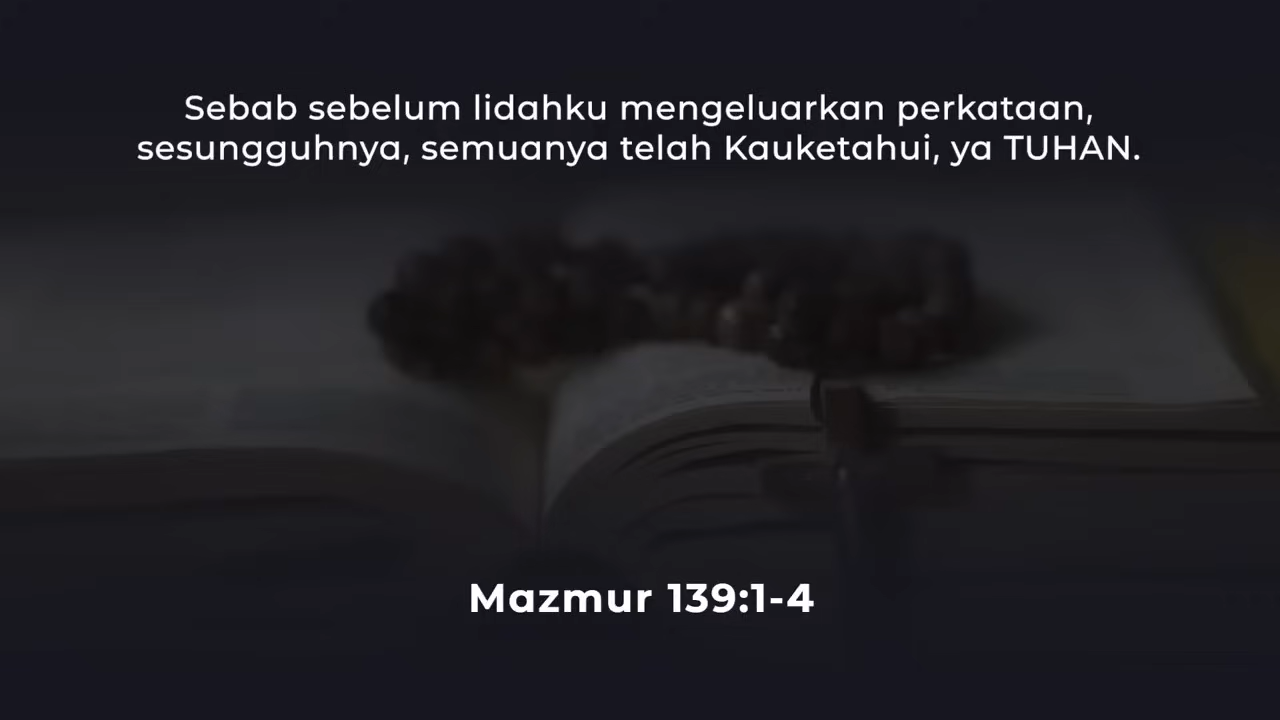 Sebab sebelum lidahku mengeluarkan perkataan,
sesungguhnya, semuanya telah Kauketahui, ya TUHAN.
Mazmur 139:1-4